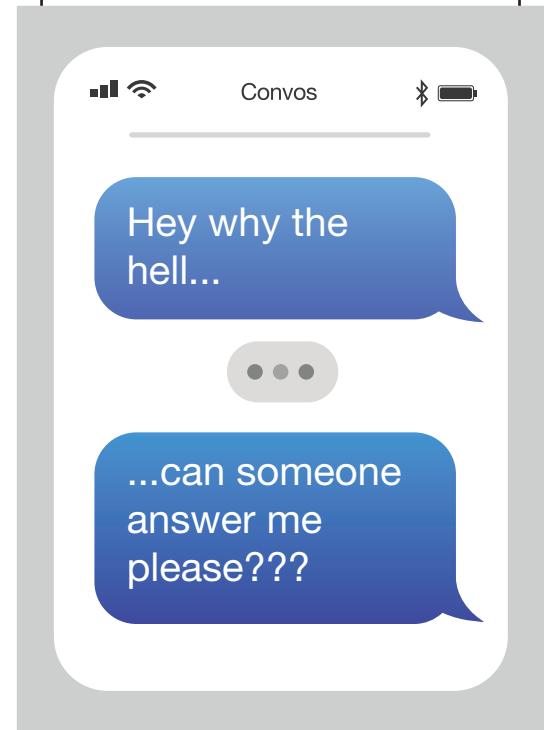 Convos
Hey why the
hell...
...can someone
answer me
please???